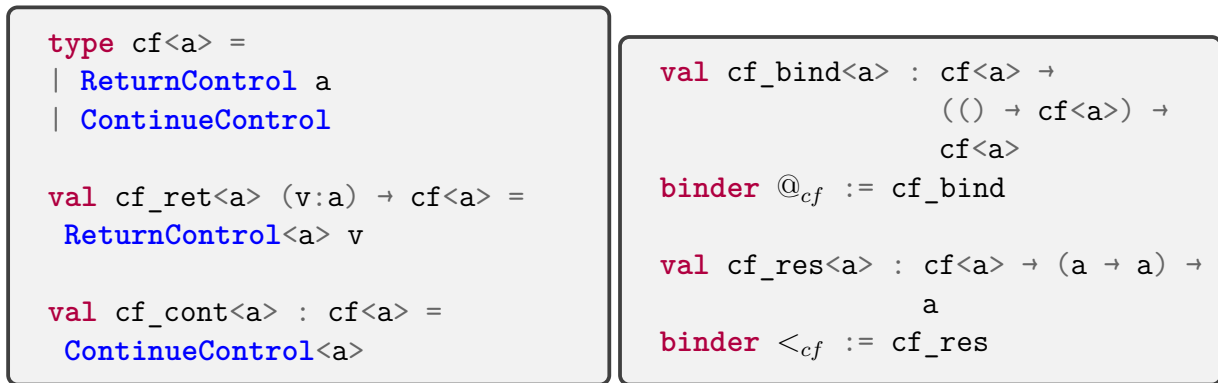 type cf<a> =
| ReturnControl a
| ContinueControl
val cf_ret<a> (v:a) → cf<a> =
ReturnControl<a> v
val cf_cont<a> : cf<a> =
ContinueControl<a>
val cf_bind<a> : cf<a> →
(() → cf<a>) →
cf<a>
binder @cf := cf_bind
val cf_res<a> : cf<a> → (a → a) →
a
binder <cf := cf_res